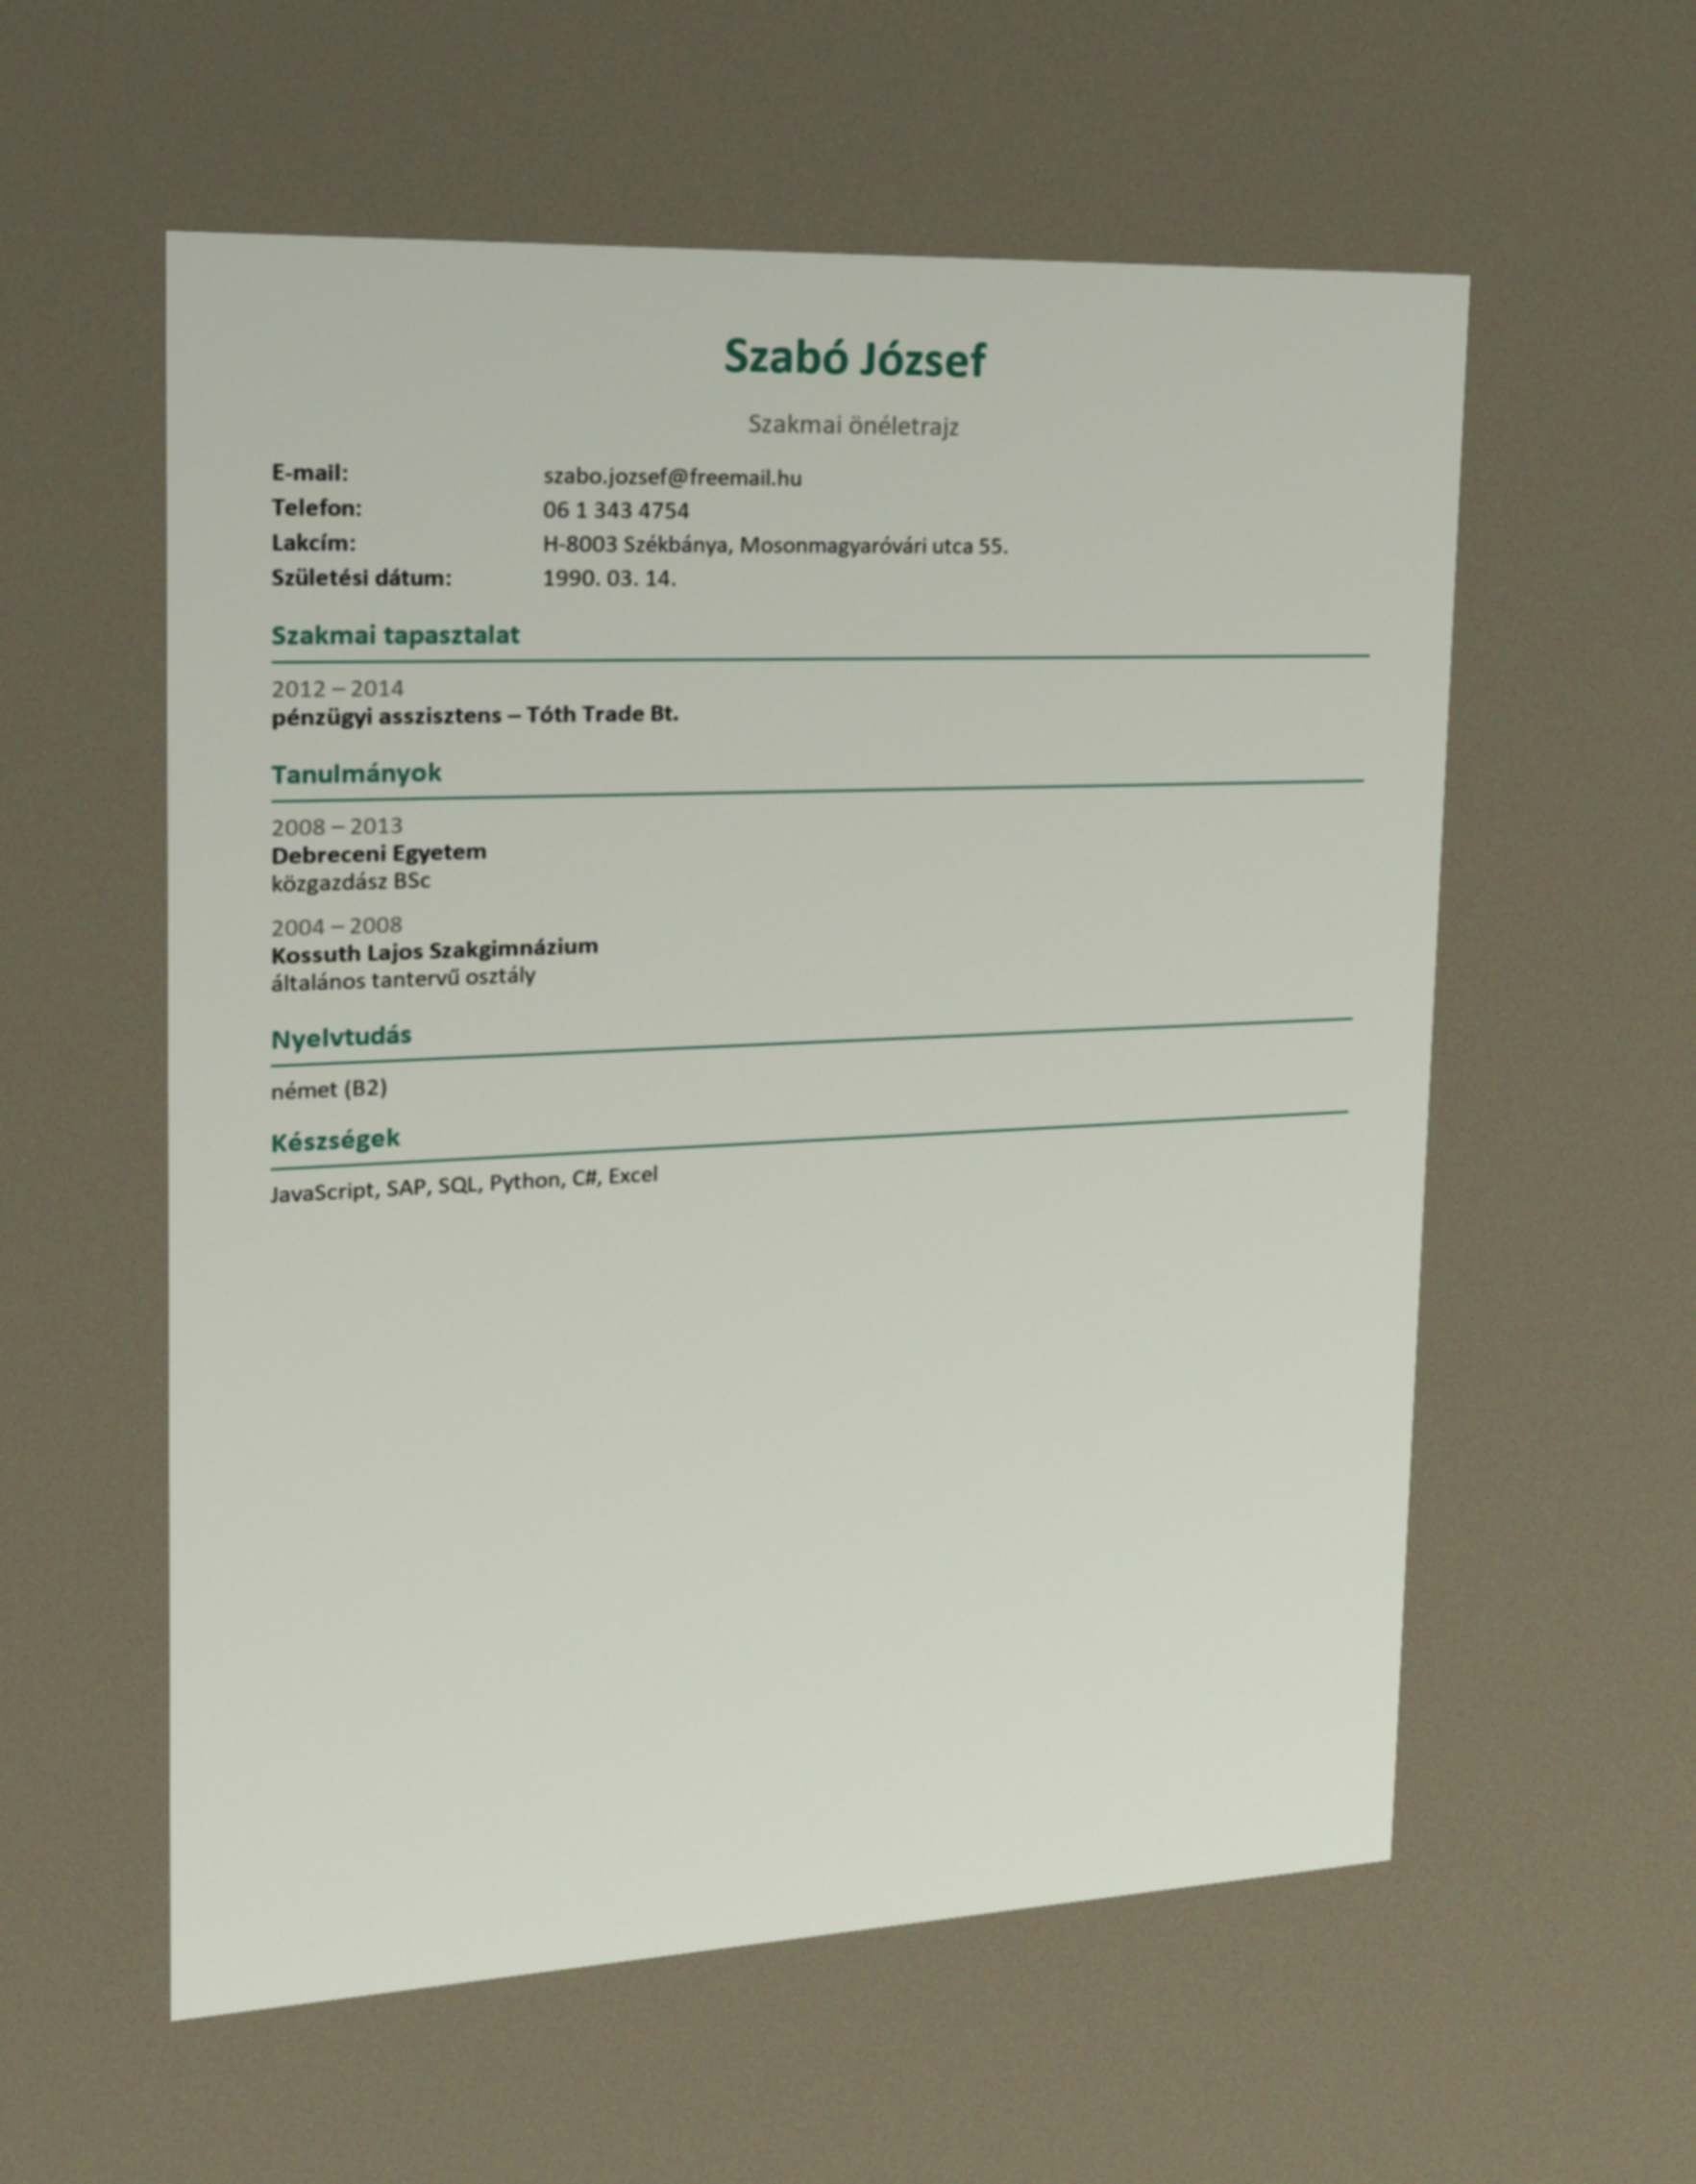 Szabó József
Szakmai önéletrajz
E-mail: szabo.jozsef@freemail.hu
Telefon: 06 1 343 4754
Lakcím: H-8003 Székbánya, Mosonmagyaróvári utca 55.
Születési dátum: 1990. 03. 14.
Szakmai tapasztalat
2012 – 2014
pénzügyi asszisztens – Tóth Trade Bt.
Tanulmányok
2008 – 2013
Debreceni Egyetem
közgazdász BSc
2004 – 2008
Kossuth Lajos Szakgimnázium
általános tantervű osztály
Nyelvtudás
német (B2)
Készségek
JavaScript, SAP, SQL, Python, C#, Excel